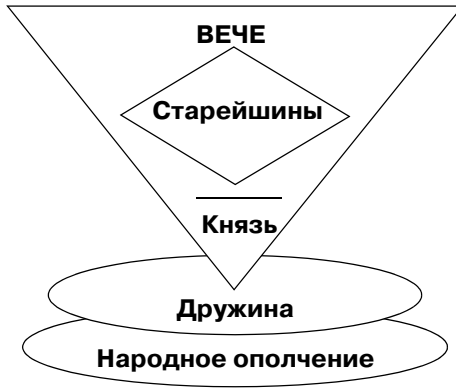 ВЕЧЕ
Старейшины
Князь
Дружина
Народное ополчение